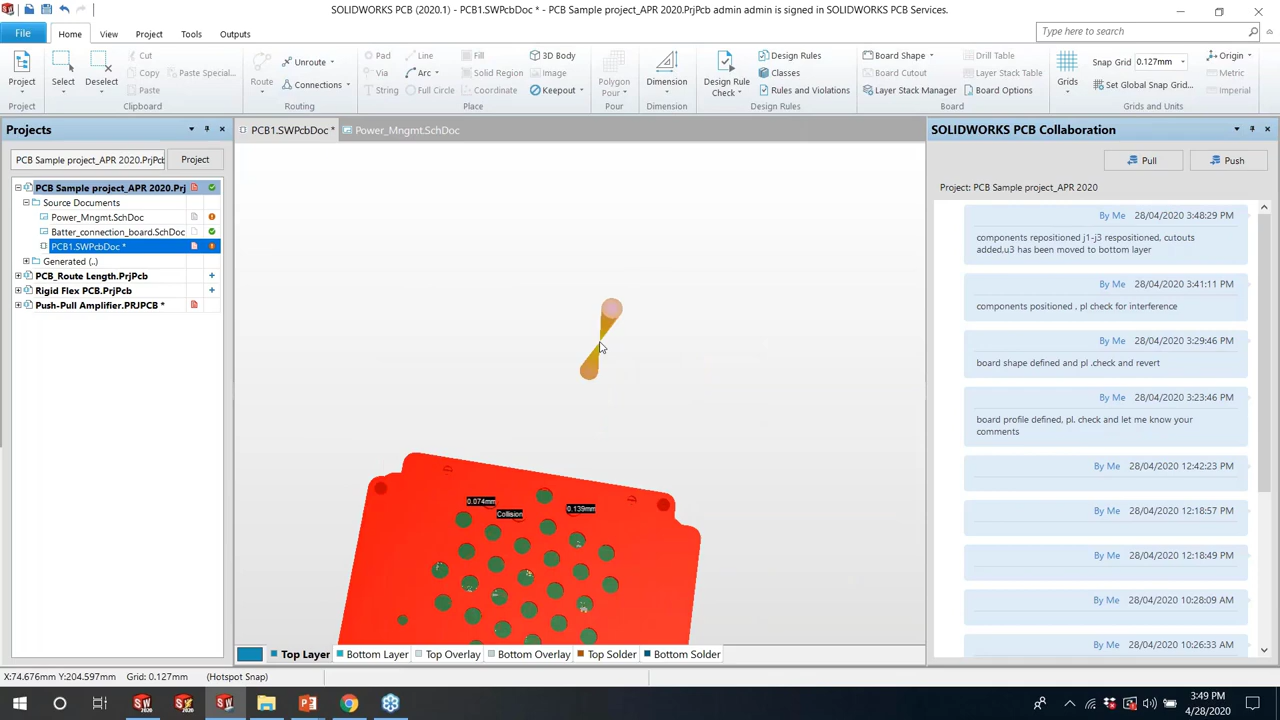 SOLIDWORKS PCB (2020.1) - PCB1.SWPcbDoc * - PCB Sample project_APR 2020.PrjPcb admin admin is signed in SOLIDWORKS PCB Services.
File
Home
View
Project
Tools
Outputs
Type here to search
Project
Select
Deselect
Cut
Copy
Paste
Paste Special...
Route
Unroute
Connections
Pad
Via
String
Line
Arc
Full Circle
Fill
Solid Region
Coordinate
3D Body
Image
Keepout
Polygon Pour
Dimension
Design Rule Check
Design Rules
Classes
Rules and Violations
Board Shape
Board Cutout
Layer Stack Manager
Drill Table
Layer Stack Table
Board Options
Grids
Snap Grid 0.127mm
Set Global Snap Grid...
Origin
Metric
Imperial
Project
Clipboard
Routing
Place
Pour
Dimension
Design Rules
Board
Grids and Units
Projects
PCB Sample project_APR 2020.PrjPcb
Project
PCB Sample project_APR 2020.Prj
Source Documents
Power_Mngmt.SchDoc
Batter_connection_board.SchDoc
PCB1.SWPcbDoc *
Generated (..)
PCB_Route Length.PrjPcb
Rigid Flex PCB.PrjPcb
Push-Pull Amplifier.PRJPCB *
PCB1.SWPcbDoc *
Power_Mngmt.SchDoc
0.074mm
Collision
0.139mm
Top Layer
Bottom Layer
Top Overlay
Bottom Overlay
Top Solder
Bottom Solder
SOLIDWORKS PCB Collaboration
Pull
Push
Project: PCB Sample project_APR 2020
By Me 28/04/2020 3:48:29 PM
components repositioned j1-j3 respositioned, cutouts
added,u3 has been moved to bottom layer
By Me 28/04/2020 3:41:11 PM
components positioned , pl check for interference
By Me 28/04/2020 3:29:46 PM
board shape defined and pl .check and revert
By Me 28/04/2020 3:23:46 PM
board profile defined, pl. check and let me know your
comments
By Me 28/04/2020 12:42:23 PM
By Me 28/04/2020 12:18:57 PM
By Me 28/04/2020 12:18:49 PM
By Me 28/04/2020 10:28:09 AM
By Me 28/04/2020 10:26:33 AM
X:74.676mm Y:204.597mm Grid: 0.127mm (Hotspot Snap)
3:49 PM
4/28/2020